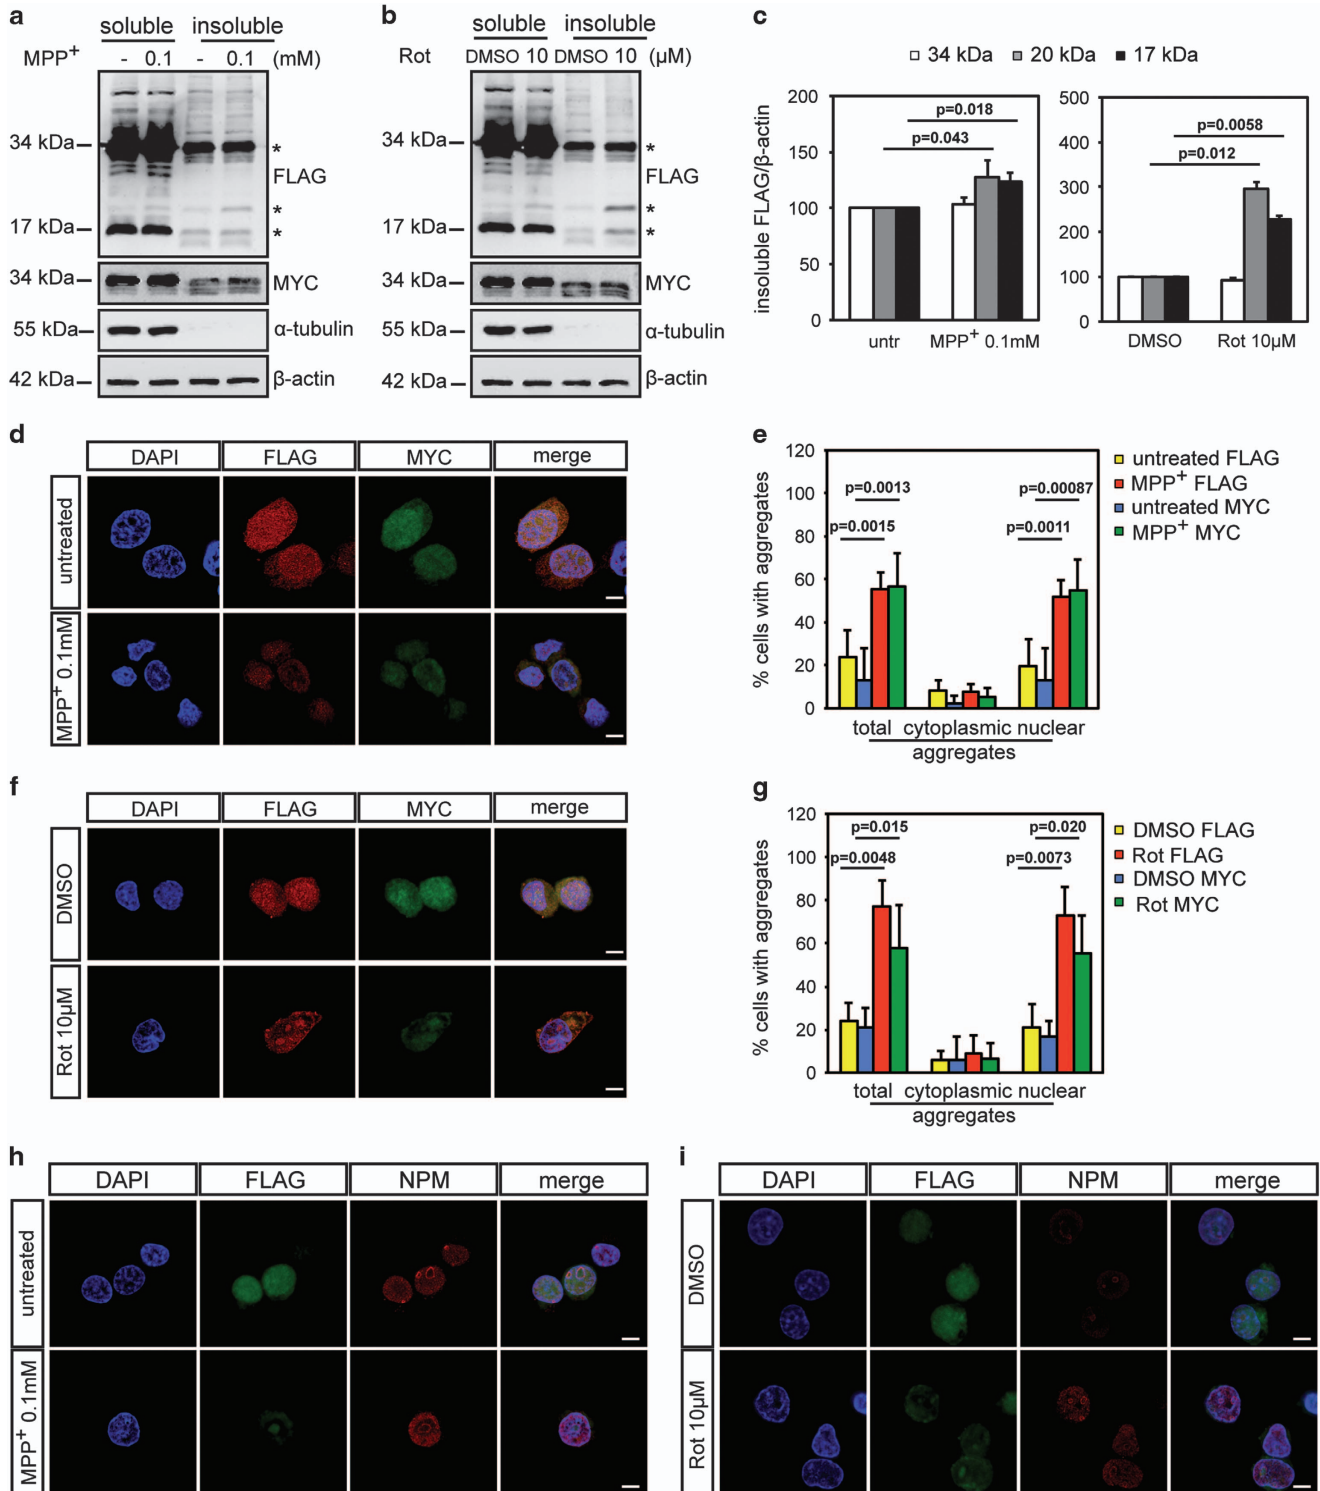 a
soluble insoluble
MPP+ - 0.1 - 0.1 (mM)
34 kDa
*
FLAG
*
17 kDa
*
34 kDa
MYC
55 kDa
α-tubulin
42 kDa
β-actin
b
soluble insoluble
Rot DMSO 10 DMSO 10 (μM)
34 kDa
*
FLAG
*
17 kDa
*
34 kDa
MYC
55 kDa
α-tubulin
42 kDa
β-actin
c
34 kDa 20 kDa 17 kDa
insoluble FLAG/β-actin
200
150
100
50
0
p=0.018
p=0.043
untr MPP+ 0.1mM
500
400
300
200
100
0
p=0.0058
p=0.012
DMSO Rot 10μM
d
DAPI FLAG MYC merge
untreated
MPP+ 0.1mM
e
% cells with aggregates
120
100
80
60
40
20
0
p=0.0013
p=0.0015
p=0.00087
p=0.0011
total cytoplasmic nuclear
aggregates
untreated FLAG
MPP+ FLAG
untreated MYC
MPP+ MYC
f
DAPI FLAG MYC merge
DMSO
Rot 10μM
g
% cells with aggregates
120
100
80
60
40
20
0
p=0.015
p=0.0048
p=0.020
p=0.0073
total cytoplasmic nuclear
aggregates
DMSO FLAG
Rot FLAG
DMSO MYC
Rot MYC
h
DAPI FLAG NPM merge
untreated
MPP+ 0.1mM
i
DAPI FLAG NPM merge
DMSO
Rot 10μM